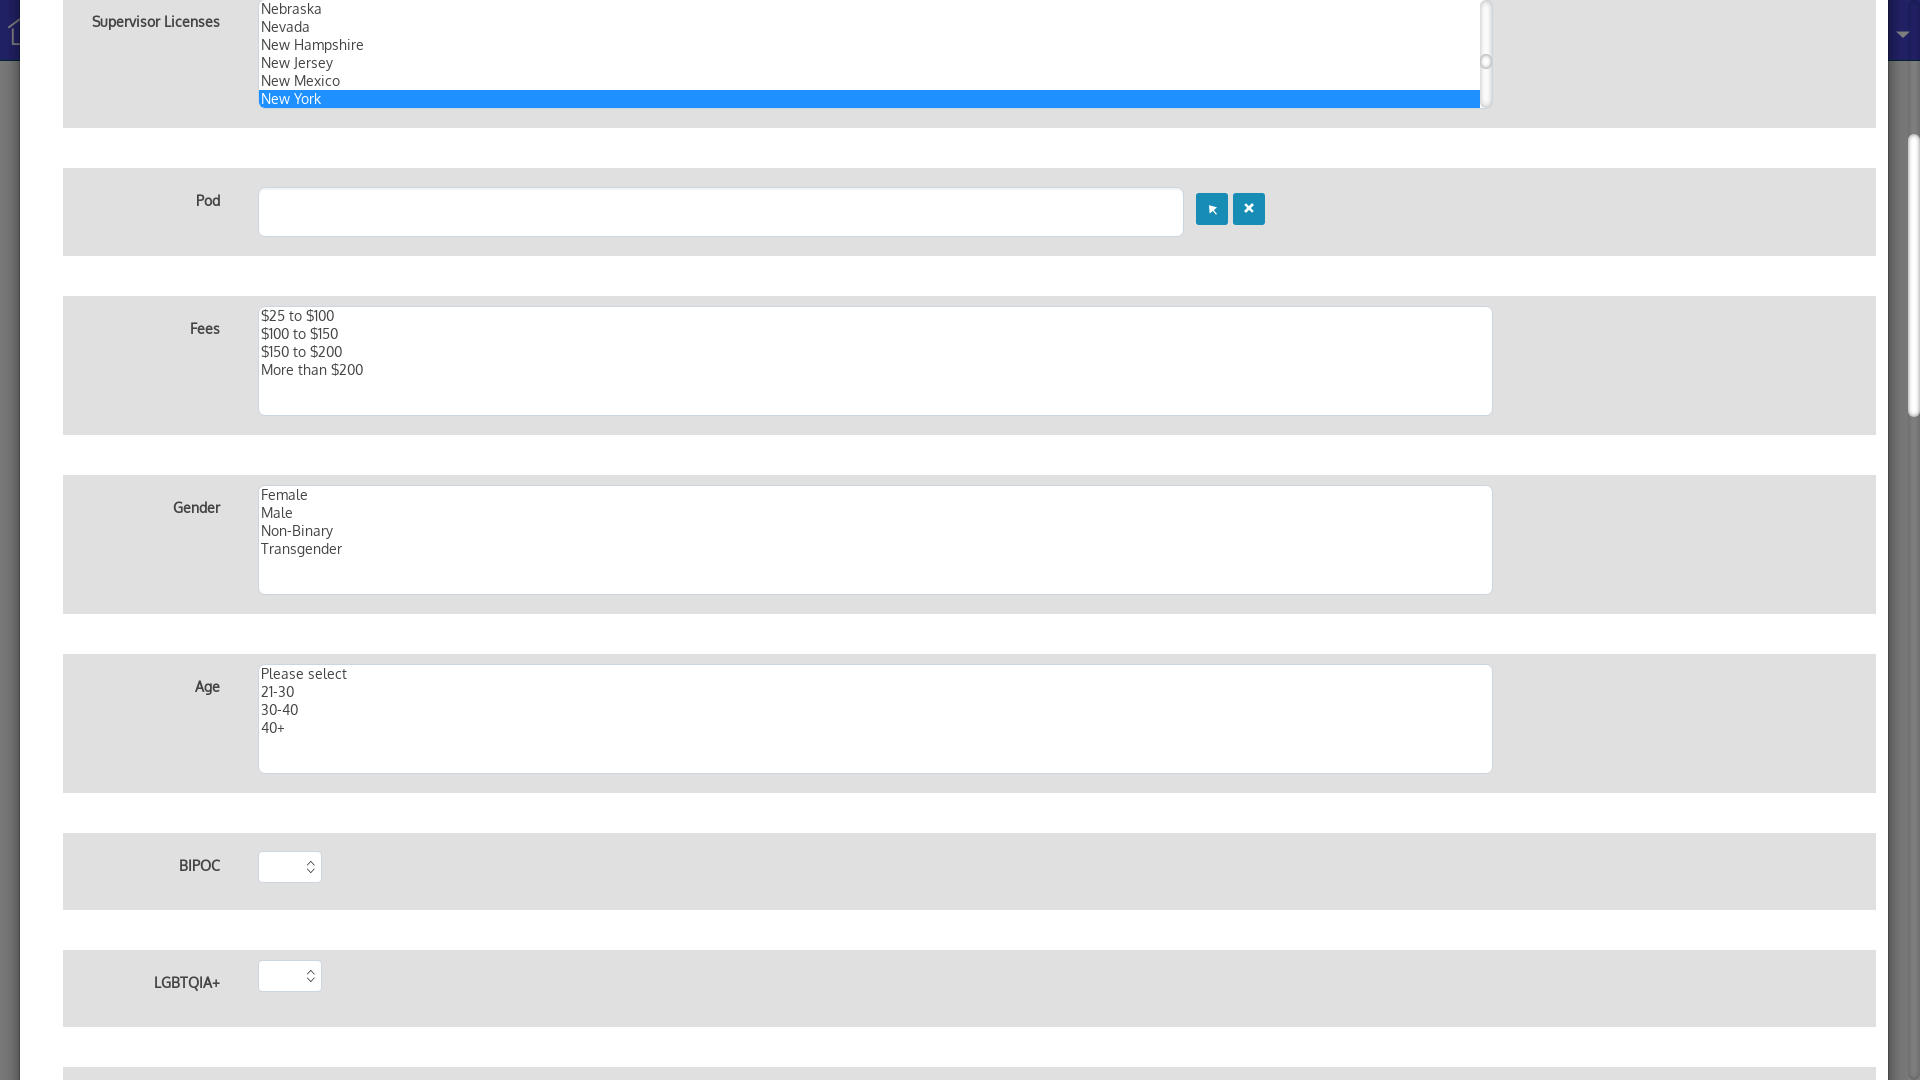 Supervisor Licenses
Nebraska
Nevada
New Hampshire
New Jersey
New Mexico
New York
Pod
Fees
$25 to $100
$100 to $150
$150 to $200
More than $200
Gender
Female
Male
Non-Binary
Transgender
Age
Please select
21-30
30-40
40+
BIPOC
LGBTQIA+